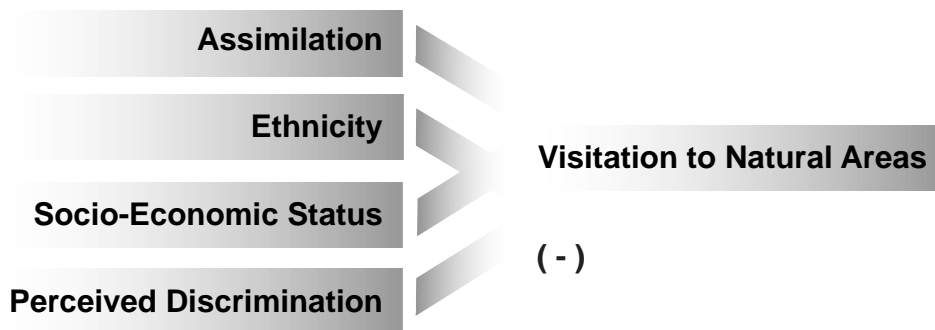 Assimilation
Ethnicity
Visitation to Natural Areas
Socio-Economic Status
( - )
Perceived Discrimination